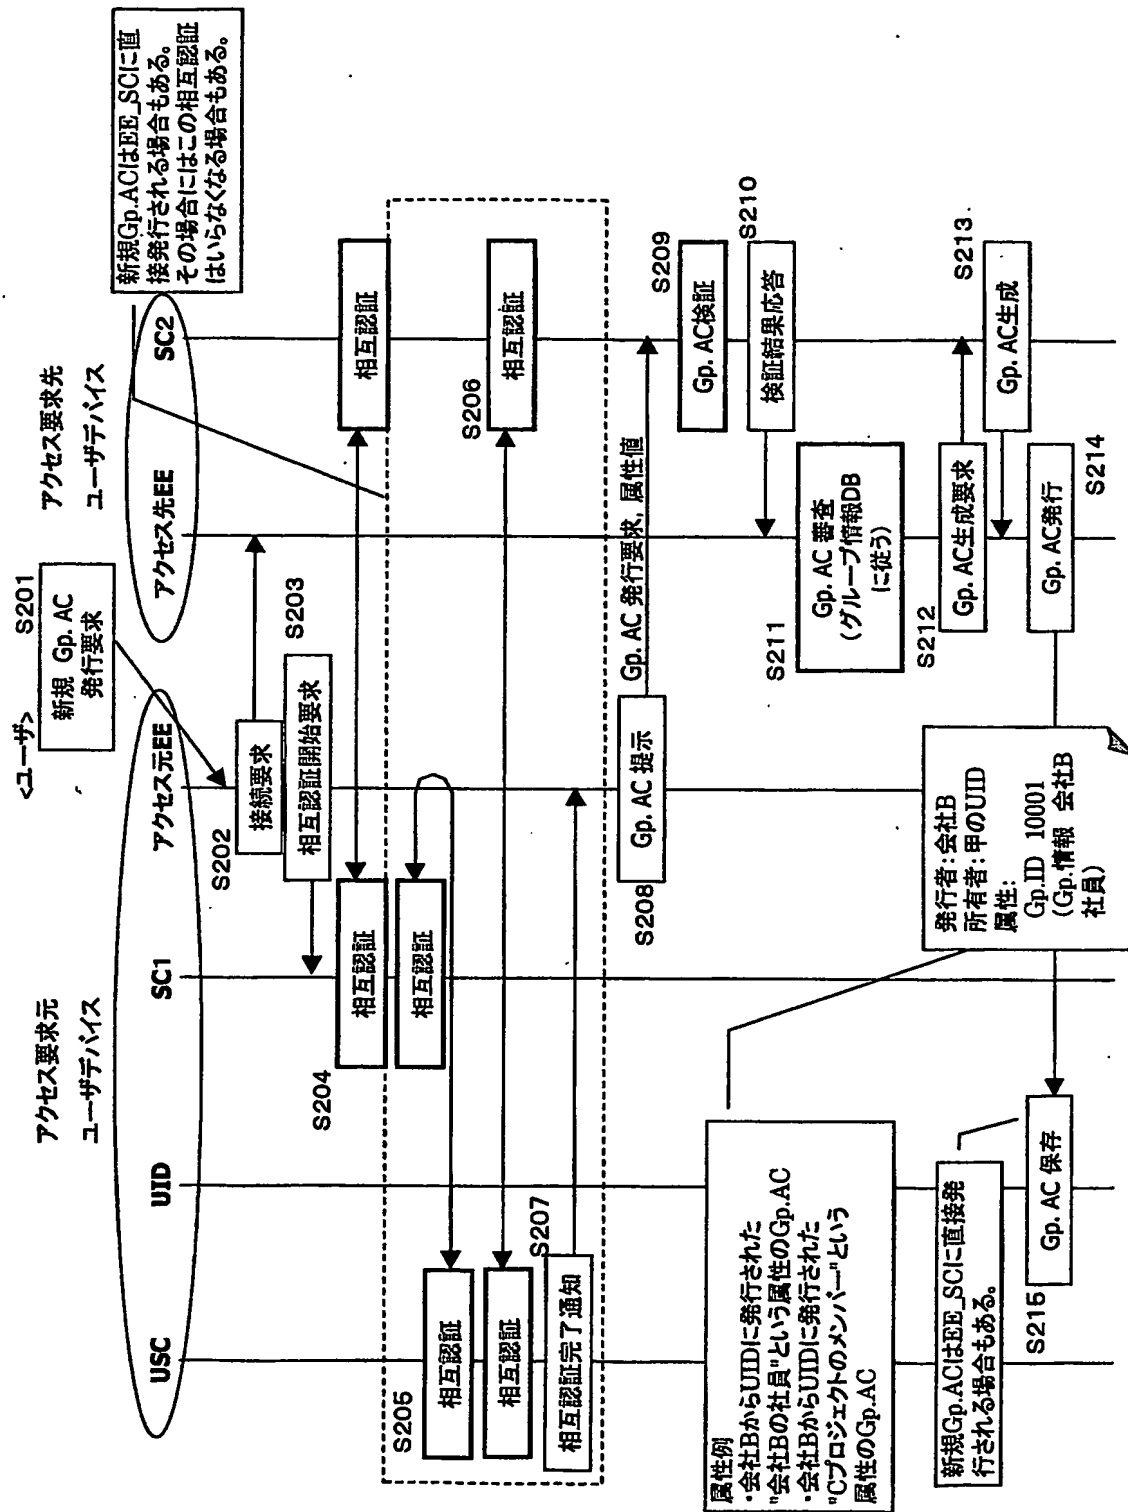 <ユーザ>
S201
新規 Gp. AC
発行要求
アクセス要求元
ユーザデバイス
アクセス要求先
ユーザデバイス
USC
UID
SC1
アクセス元EE
アクセス先EE
SC2
新規Gp.ACはEE_SCに直
接発行される場合もある。
その場合にはこの相互認証
はいらなくなる場合もある。
S202
接続要求
S203
相互認証開始要求
S204
相互認証
相互認証
S205
相互認証
相互認証
S206
相互認証
相互認証
S207
相互認証完了通知
S208
Gp. AC 提示
Gp. AC 発行要求, 属性値
S209
Gp. AC検証
S210
検証結果応答
S211
Gp. AC 審査
(グループ情報DB
に従う)
S212
Gp. AC生成要求
S213
Gp. AC生成
S214
Gp. AC発行
発行者:会社B
所有者:甲のUID
属性:
Gp.ID 10001
(Gp.情報 会社B
社員)
属性例
・会社BからUIDに発行された
"会社Bの社員"という属性のGp.AC
・会社BからUIDに発行された
"Cプロジェクトのメンバー"という
属性のGp.AC
新規Gp.ACはEE_SCに直接発
行される場合もある。
S215
Gp. AC 保存